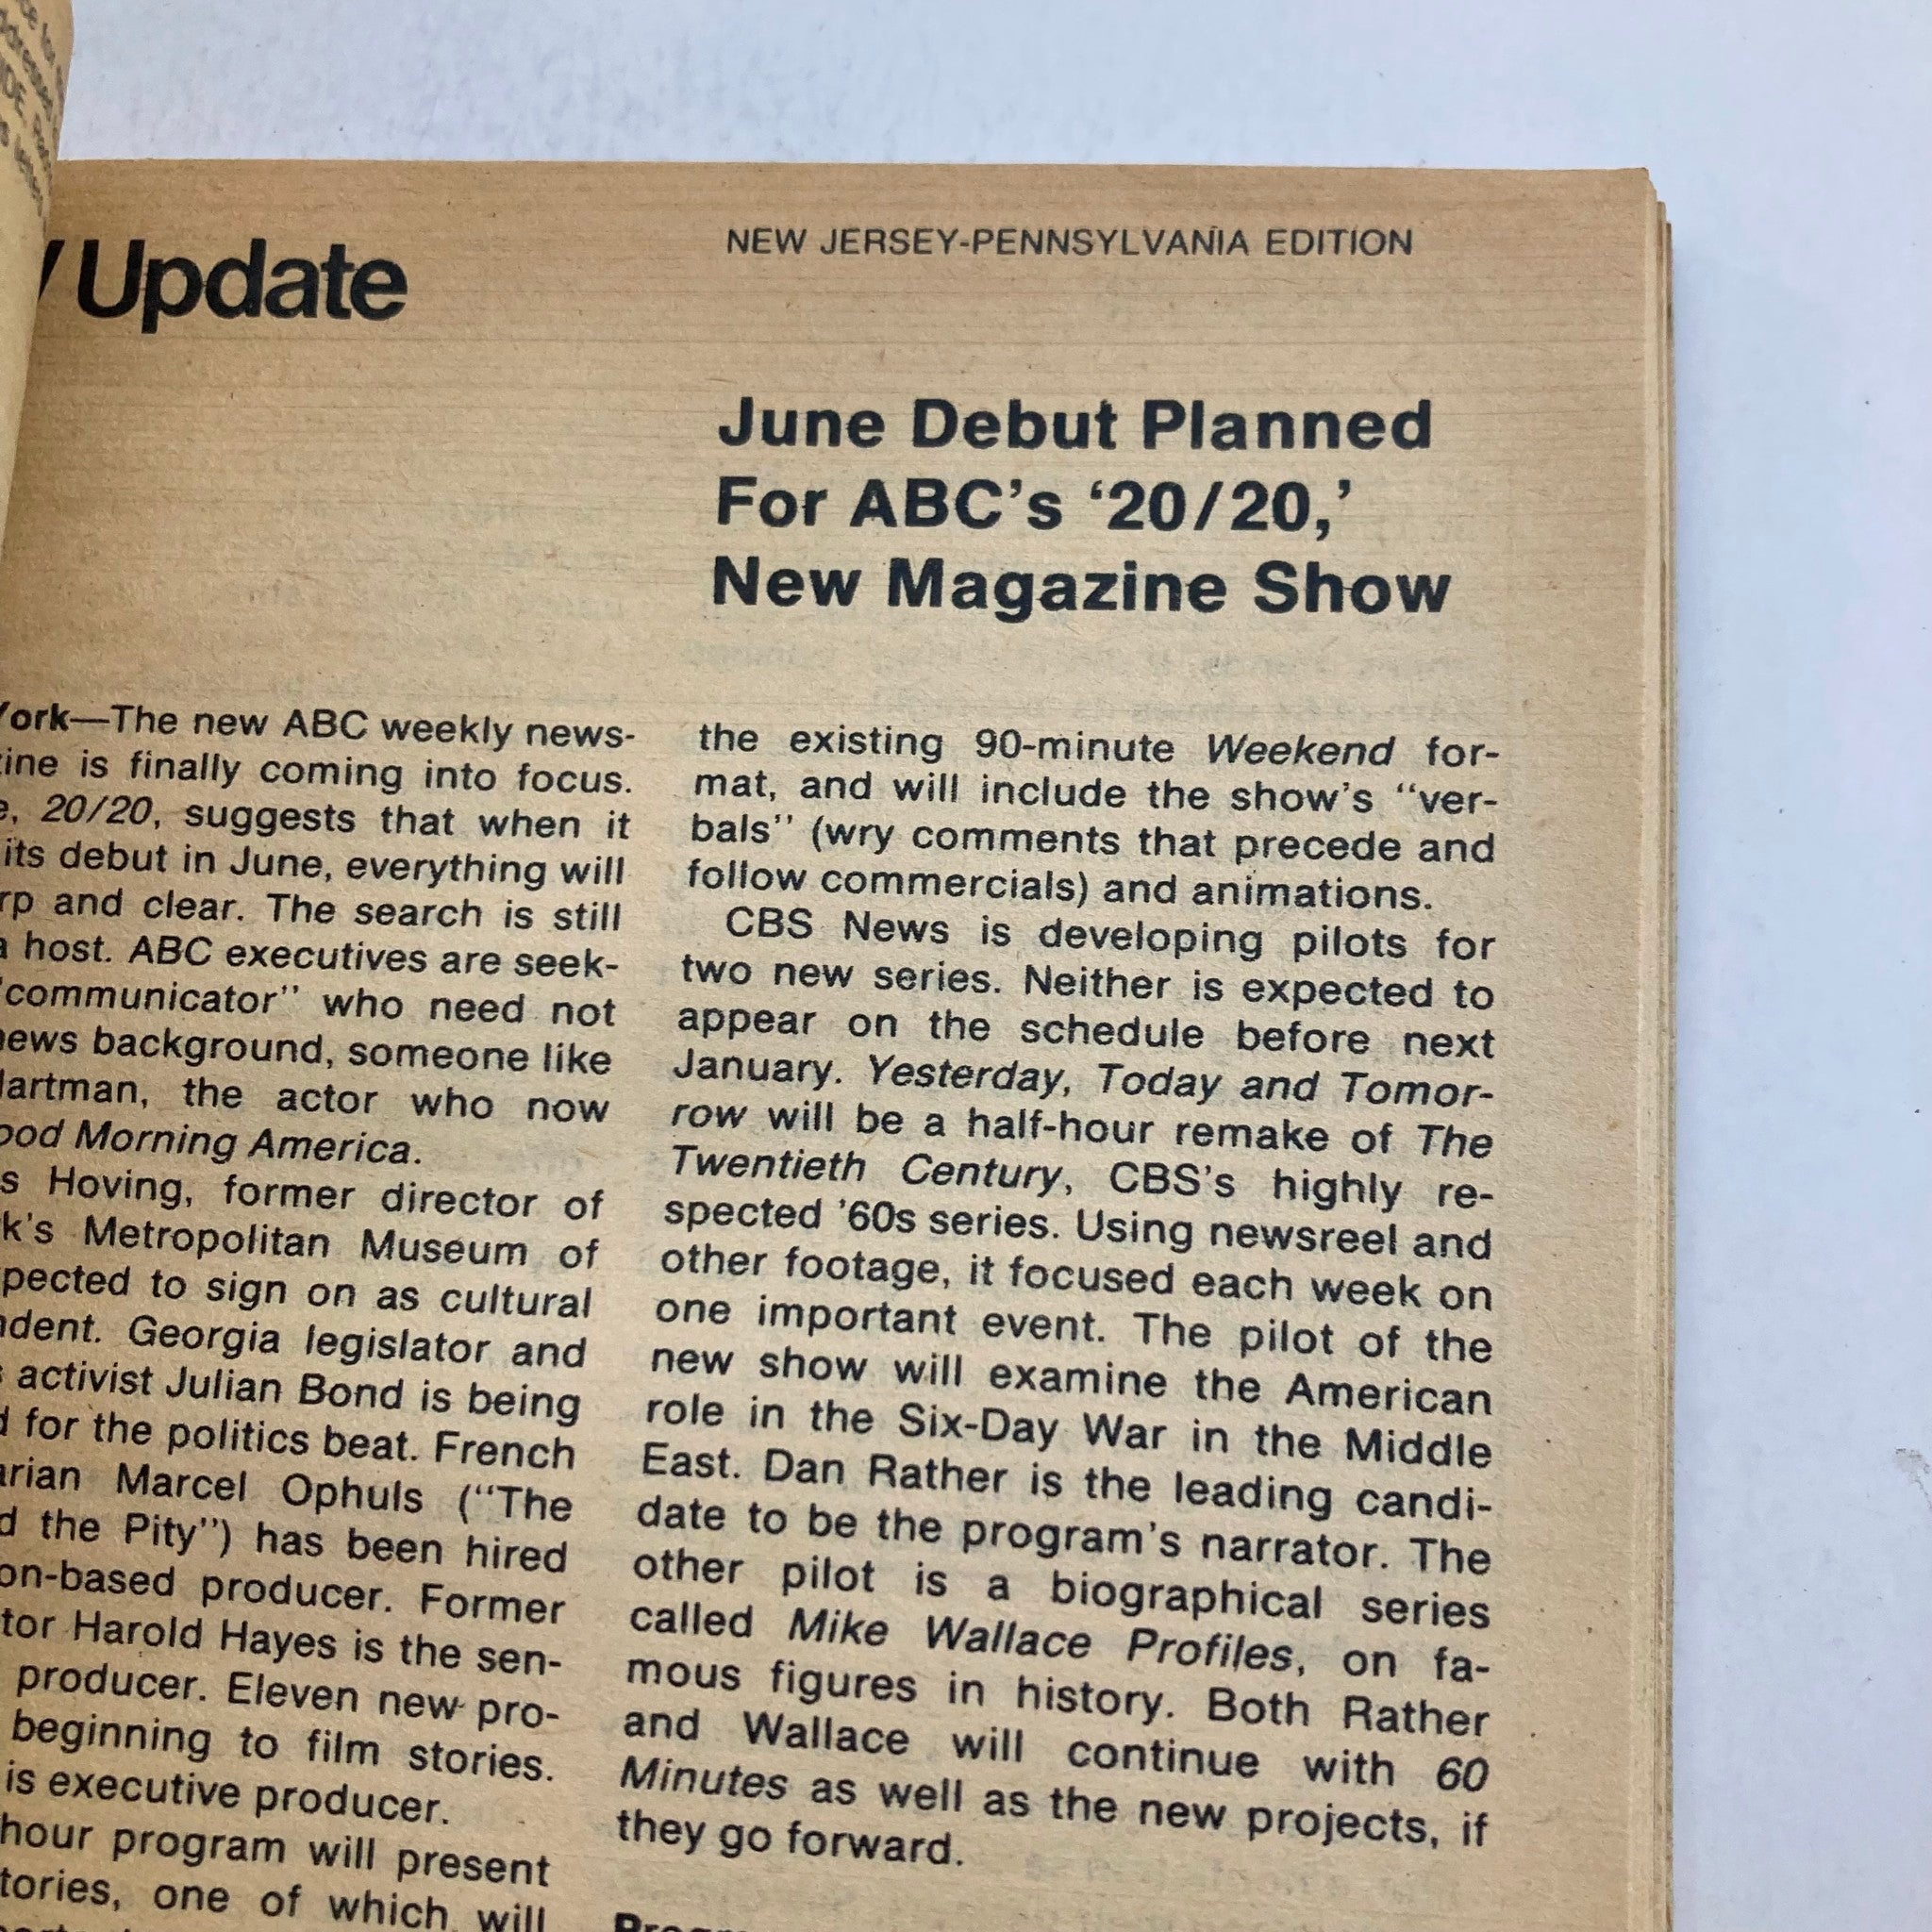 Update
NEW JERSEY-PENNSYLVANIA EDITION
June Debut Planned
For ABC's '20/20,'
New Magazine Show
York—The new ABC weekly news-
is finally coming into focus.
20/20, suggests that when it
its debut in June, everything will
and clear. The search is still
a host. ABC executives are seek-
"communicator" who need not
news background, someone like
Hartman, the actor who now
Good Morning America.
Hoving, former director of
Metropolitan Museum of
to sign on as cultural
Georgia legislator and
activist Julian Bond is being
for the politics beat. French
Marcel Ophuls ("The
the Pity") has been hired
producer. Former
Harold Hayes is the sen-
producer. Eleven new pro-
beginning to film stories.
is executive producer.
hour program will present
stories, one of which will
the existing 90-minute Weekend for-
mat, and will include the show's "ver-
bals" (wry comments that precede and
follow commercials) and animations.
CBS News is developing pilots for
two new series. Neither is expected to
appear on the schedule before next
January. Yesterday, Today and Tomor-
row will be a half-hour remake of The
Twentieth Century, CBS's highly re-
spected '60s series. Using newsreel and
other footage, it focused each week on
one important event. The pilot of the
new show will examine the American
role in the Six-Day War in the Middle
East. Dan Rather is the leading candi-
date to be the program's narrator. The
other pilot is a biographical series
called Mike Wallace Profiles, on fa-
mous figures in history. Both Rather
and Wallace will continue with 60
Minutes as well as the new projects, if
they go forward.